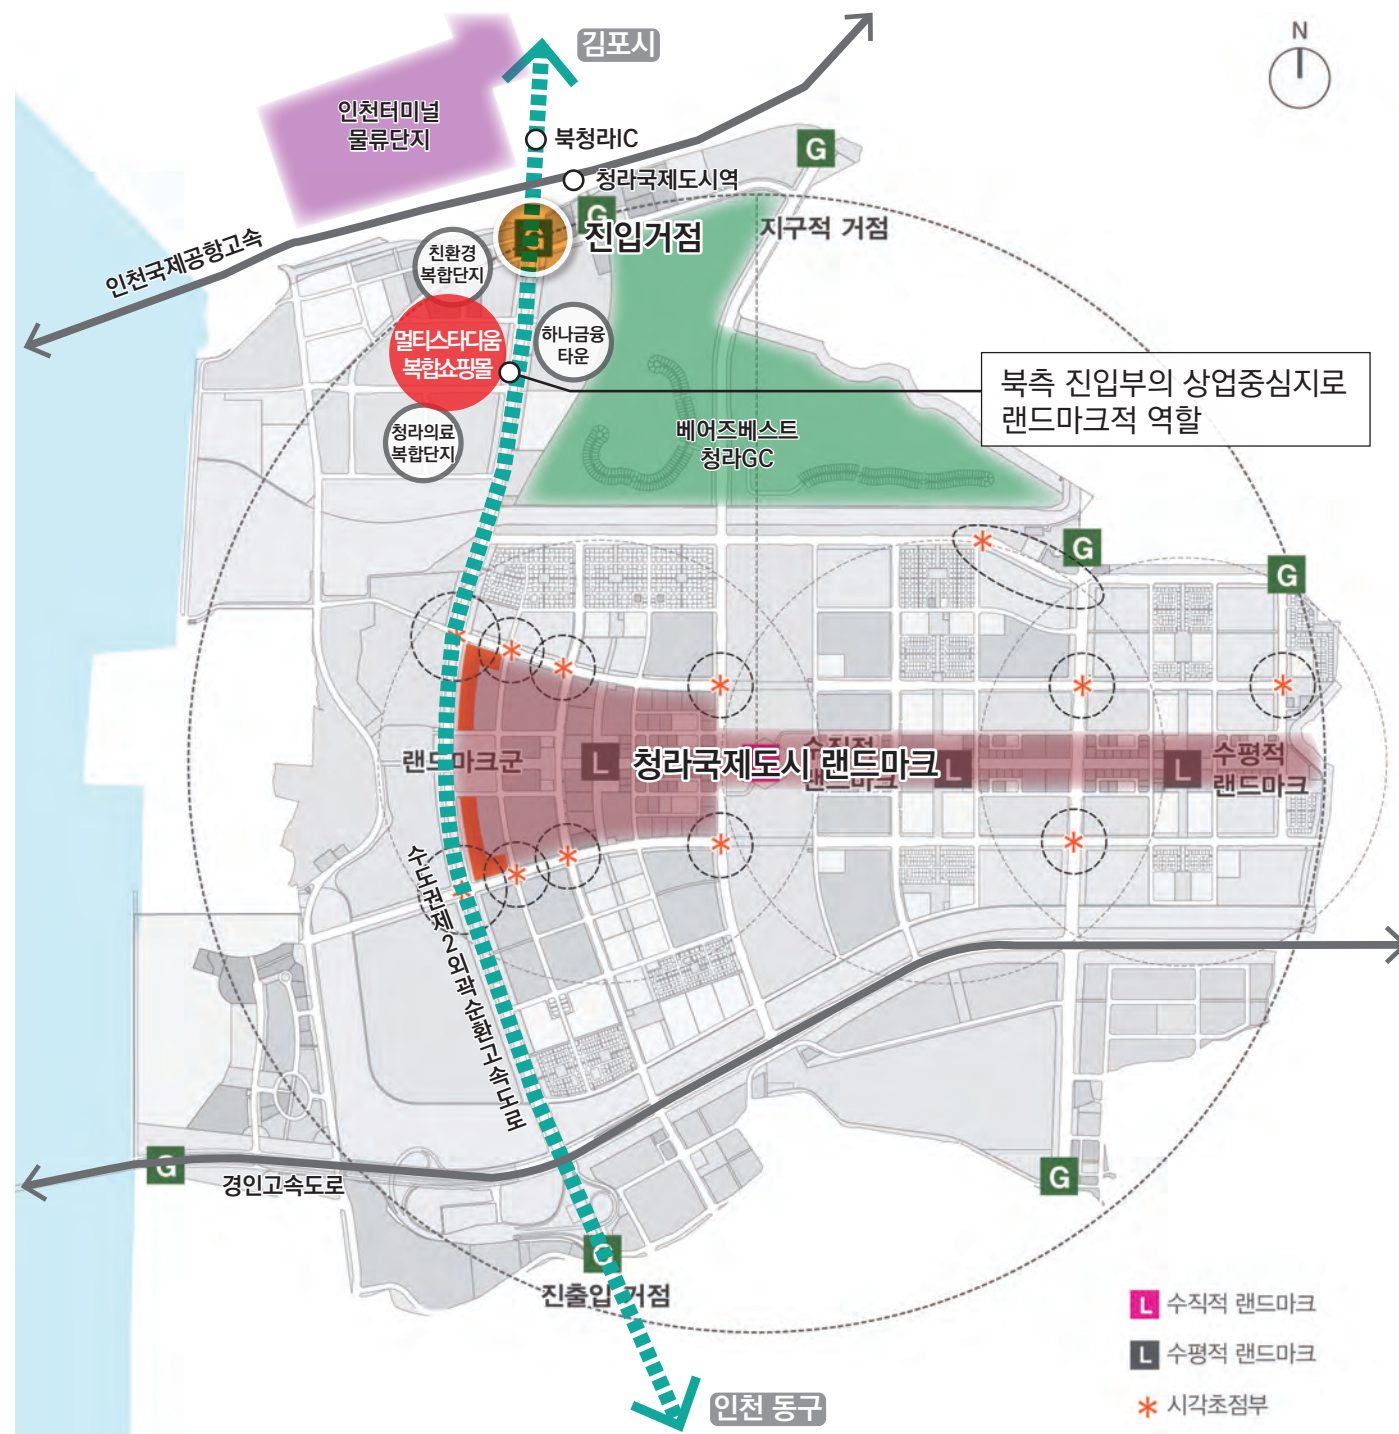 N
김포시
인천터미널
물류단지
북청라IC
청라국제도시역
G
G
G
진입거점
지구적 거점
인천국제공항고속
친환경
복합단지
멀티스타디움
복합쇼핑몰
하나금융
타운
북측 진입부의 상업중심지로
랜드마크적 역할
청라의료
복합단지
베어즈베스트
청라GC
G
G
랜드마크군
L
청라국제도시 랜드마크
수직적
랜드마크
L
L
수평적
랜드마크
수도권제2외곽순환고속도로
G
경인고속도로
G
G
진출입 거점
인천 동구
L 수직적 랜드마크
L 수평적 랜드마크
시각초점부